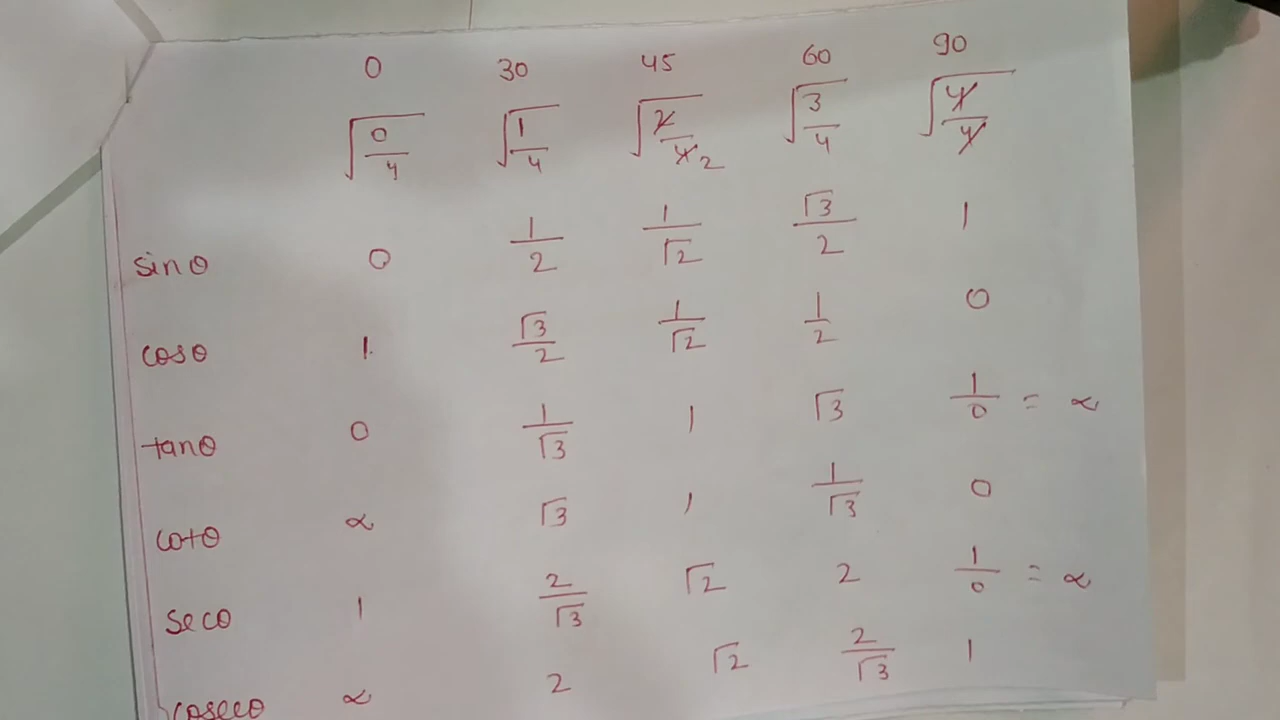 0 30 45 60 90
√(0/4) √(1/4) √(2/4) 2 √(3/4) √(4/4)
sinθ 0 1/2 1/√2 √3/2 1
cosθ 1 √3/2 1/√2 1/2 0
tanθ 0 1/√3 1 √3 1/0 = ∝
cotθ ∝ √3 1 1/√3 0
secθ 1 2/√3 √2 2 1/0 = ∝
cosecθ ∝ 2 √2 2/√3 1